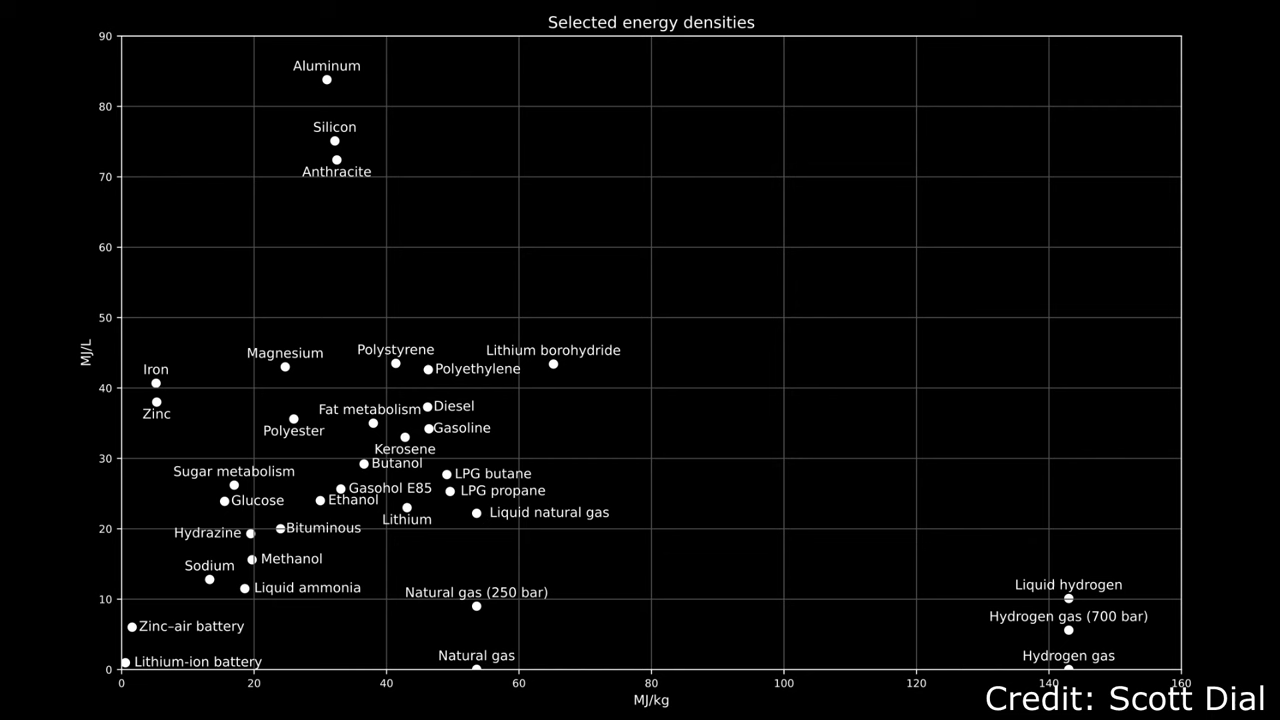 Selected energy densities
90
Aluminum
80
Silicon
Anthracite
70
60
50
MJ/L
Magnesium
Polystyrene
Lithium borohydride
Iron
Polyethylene
40
Zinc
Fat metabolism
Diesel
Polyester
Gasoline
Kerosene
30
Butanol
Sugar metabolism
LPG butane
Gasohol E85
LPG propane
Glucose
Ethanol
Lithium
Liquid natural gas
20
Hydrazine
Bituminous
Methanol
Sodium
Liquid ammonia
Natural gas (250 bar)
Liquid hydrogen
10
Hydrogen gas (700 bar)
Zinc–air battery
Lithium-ion battery
Natural gas
Hydrogen gas
0
0 20 40 60 80 100 120 140 160
MJ/kg
Credit: Scott Dial